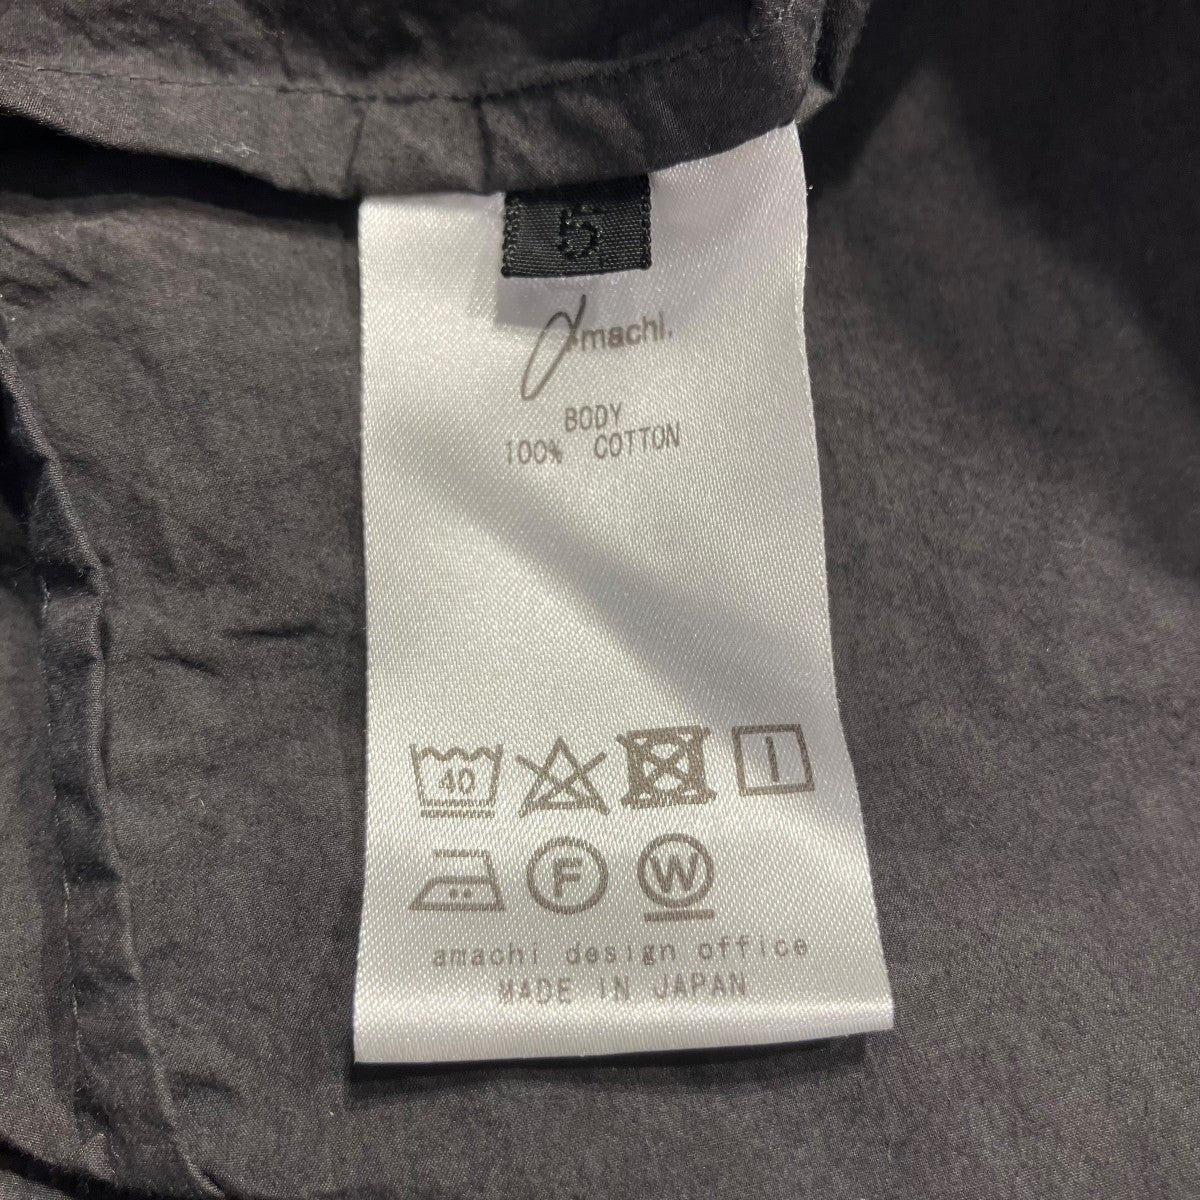 5
amachi.
BODY
100% COTTON
40
F W
amachi design office
MADE IN JAPAN